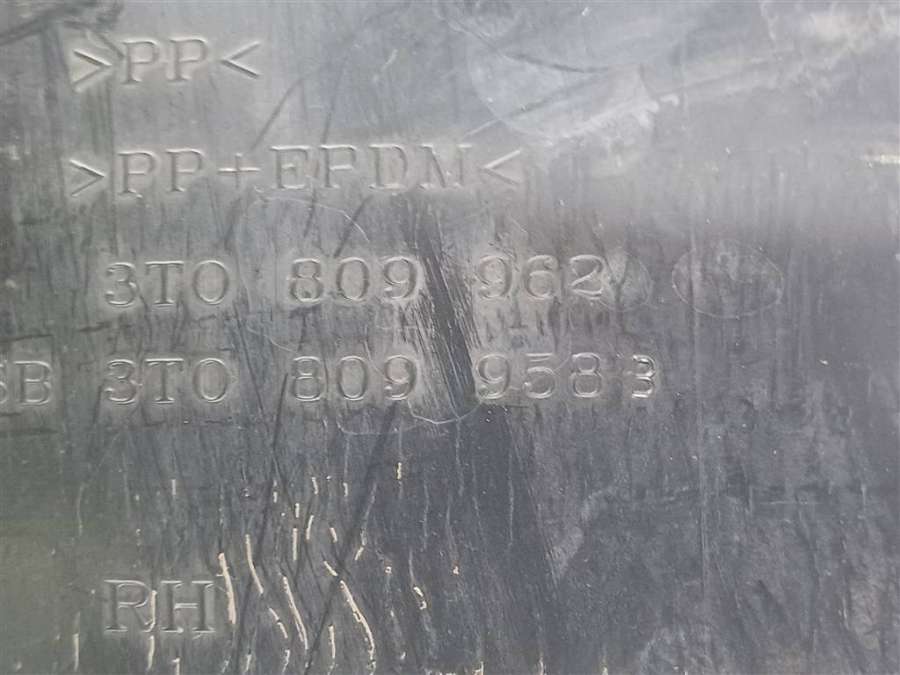 >PP<
>PP+EPDM<
3T0 809 962
SB 3T0 809 958 B
RH